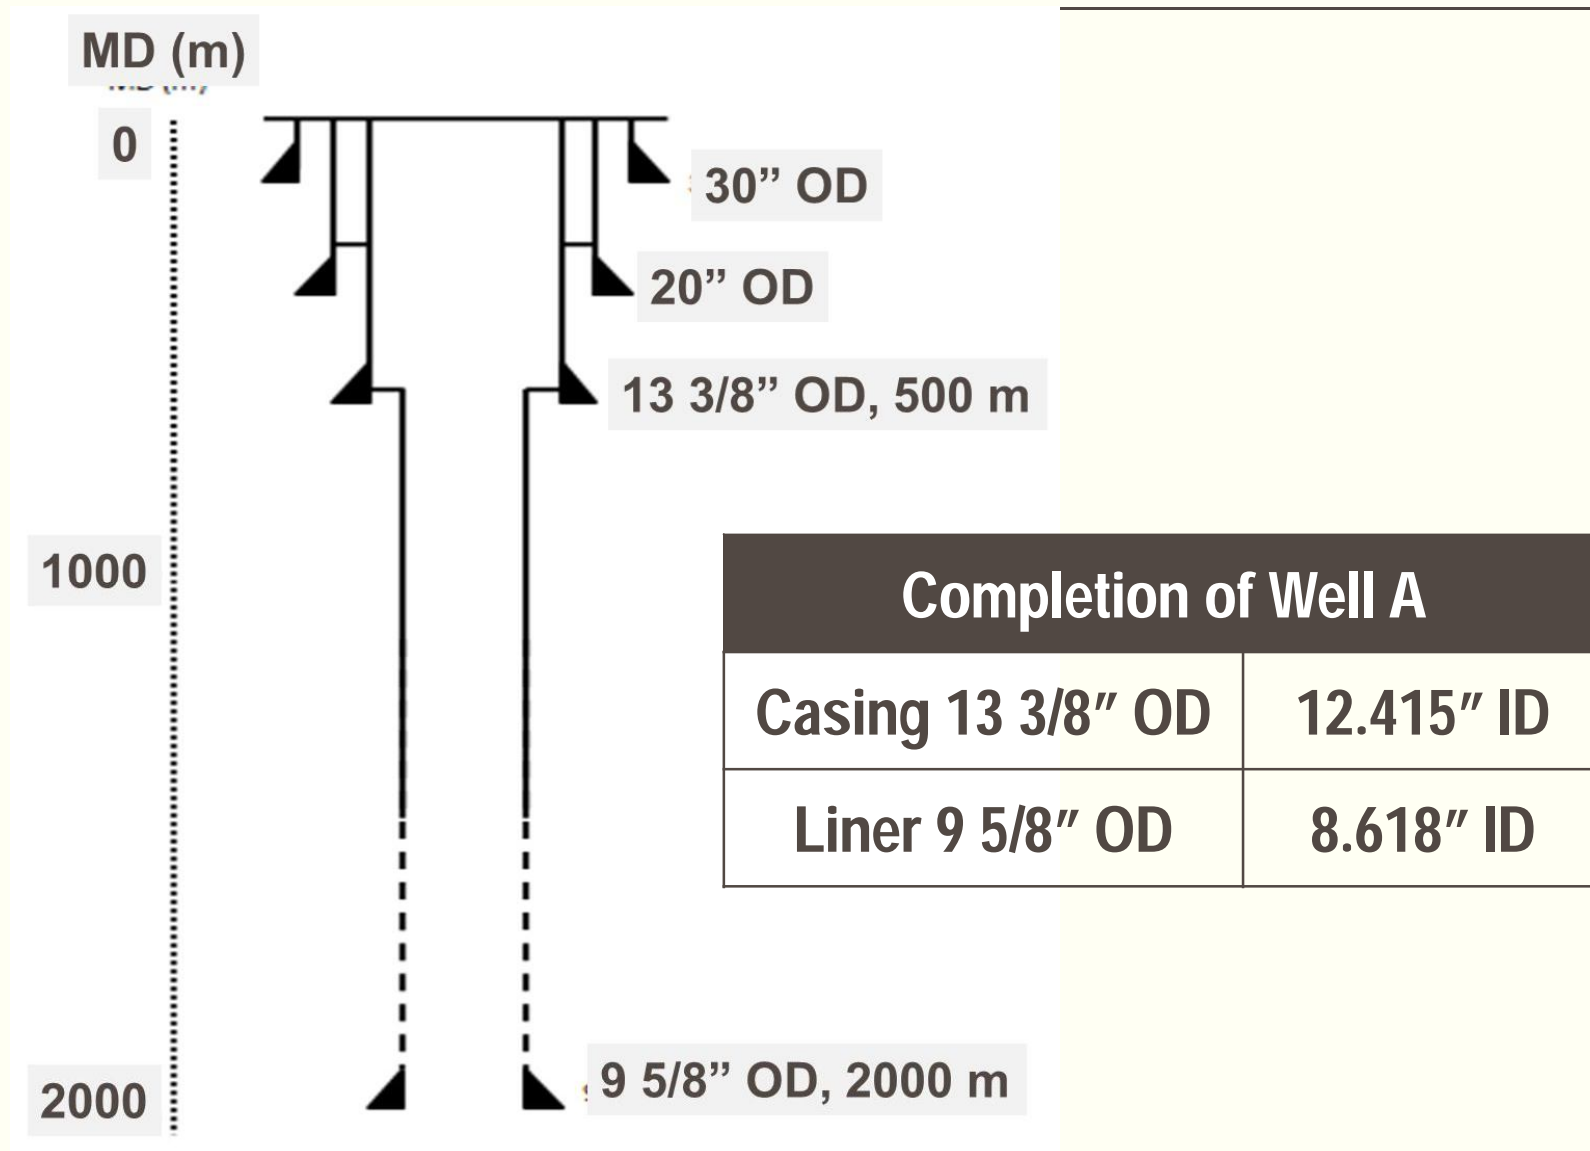 MD (m)
0
30” OD
20” OD
13 3/8” OD, 500 m
1000
Completion of Well A
Casing 13 3/8″ OD 12.415″ ID
Liner 9 5/8″ OD 8.618″ ID
9 5/8” OD, 2000 m
2000